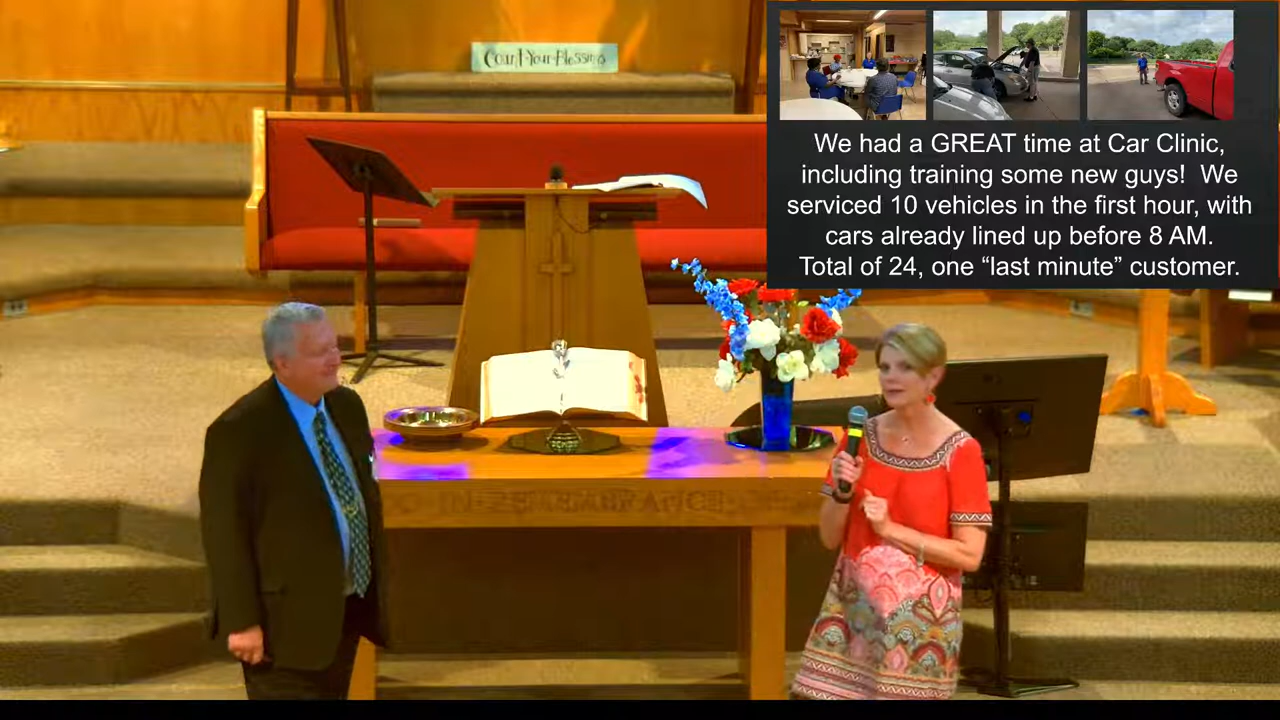 Count Your Blessings
We had a GREAT time at Car Clinic,
including training some new guys!  We
serviced 10 vehicles in the first hour, with
cars already lined up before 8 AM.
Total of 24, one “last minute” customer.
IN REMEMBRANCE